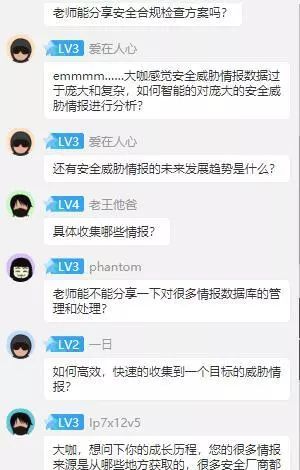 老师能分享安全合规检查方案吗？
LV3 爱在人心
emmmm……大咖感觉安全威胁情报数据过
于庞大和复杂，如何智能的对庞大的安全威
胁情报进行分析？
LV3 爱在人心
还有安全威胁情报的未来发展趋势是什么？
LV4 老王他爸
具体收集哪些情报？
LV3 phantom
老师能不能分享一下对很多情报数据库的管
理和处理？
LV2 一日
如何高效，快速的收集到一个目标的威胁情
报？
LV3 lp7x12v5
大咖，想问下你的成长历程，您的很多情报
来源是从哪些地方获取的，很多安全厂商都